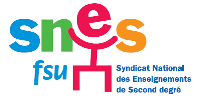 snes
fsu
Syndicat National
des Enseignements
de Second degré